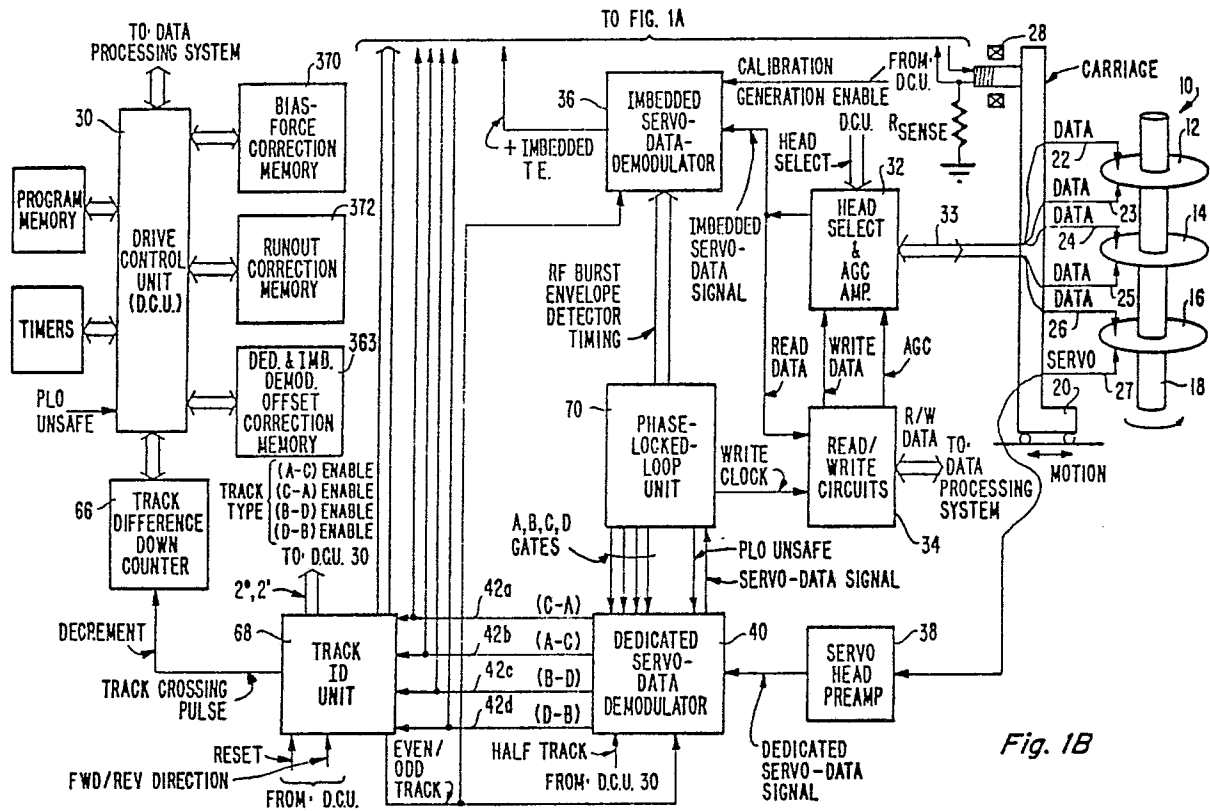 TO FIG. 1A
TO: DATA
PROCESSING
SYSTEM
30
370
BIAS-
FORCE
CORRECTION
MEMORY
PROGRAM
MEMORY
DRIVE
CONTROL
UNIT
(D.C.U.)
372
RUNOUT
CORRECTION
MEMORY
TIMERS
363
DED. & IMB.
DEMOD.
OFFSET
CORRECTION
MEMORY
PLO
UNSAFE
66
TRACK
DIFFERENCE
DOWN
COUNTER
TRACK
TYPE
(A-C) ENABLE
(C-A) ENABLE
(B-D) ENABLE
(D-B) ENABLE
TO: D.C.U. 30
2⁰, 2¹
DECREMENT
TRACK CROSSING
PULSE
68
TRACK
ID
UNIT
RESET
FWD/REV DIRECTION
FROM: D.C.U.
EVEN/
ODD
TRACK
42a
(C-A)
42b
(A-C)
42c
(B-D)
42d
(D-B)
36
IMBEDDED
SERVO-
DATA-
DEMODULATOR
+ IMBEDDED
T.E.
CALIBRATION
GENERATION ENABLE
FROM:
D.C.U.
D.C.U.
HEAD
SELECT
RSENSE
28
CARRIAGE
10
12
14
16
18
20
DATA
22
DATA
23
DATA
24
DATA
25
DATA
26
SERVO
27
MOTION
32
HEAD
SELECT
&
AGC
AMP.
33
IMBEDDED
SERVO-
DATA
SIGNAL
RF BURST
ENVELOPE
DETECTOR
TIMING
READ
DATA
WRITE
DATA
AGC
70
PHASE-
LOCKED-
LOOP
UNIT
WRITE
CLOCK
READ/
WRITE
CIRCUITS
34
R/W
DATA
TO:
DATA
PROCESSING
SYSTEM
A,B,C,D
GATES
PLO UNSAFE
SERVO-DATA SIGNAL
DEDICATED
SERVO-
DATA
DEMODULATOR
40
38
SERVO
HEAD
PREAMP
HALF TRACK
FROM: D.C.U. 30
DEDICATED
SERVO-DATA
SIGNAL
Fig. 1B